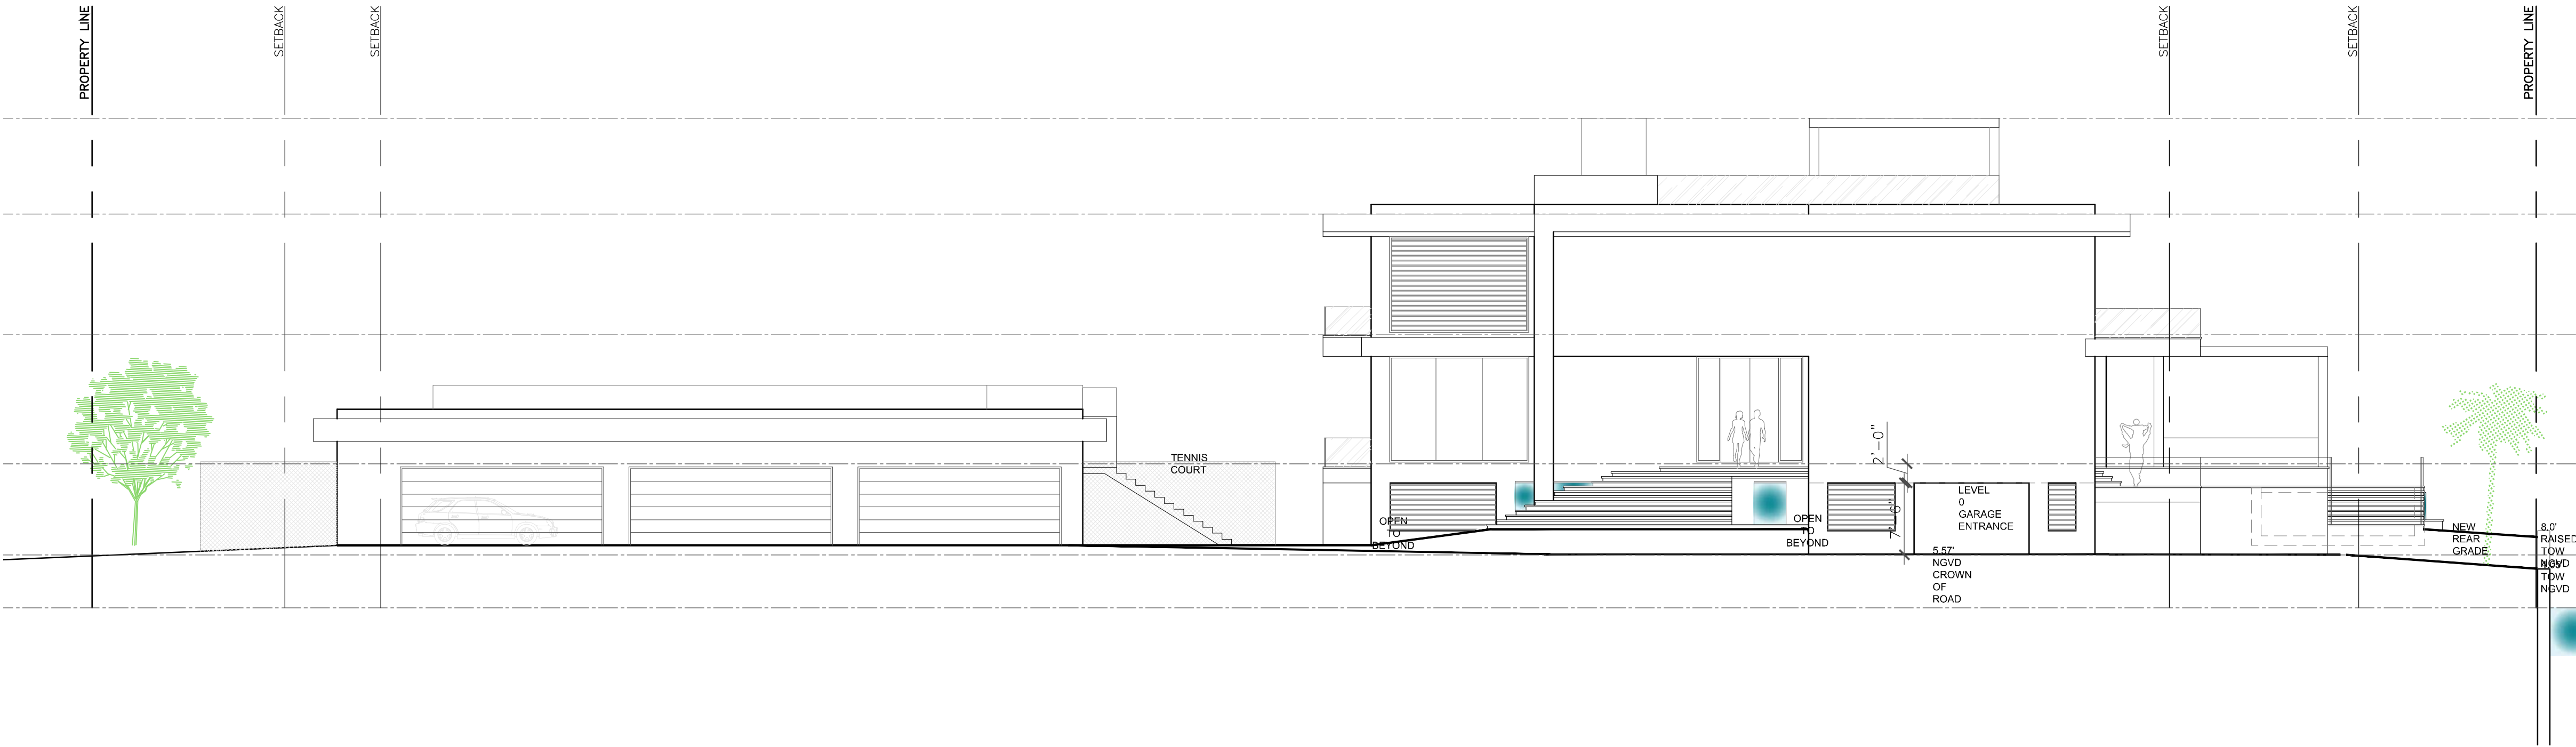 PROPERTY LINE
SETBACK
SETBACK
SETBACK
SETBACK
PROPERTY LINE
TENNIS
COURT
OPEN
TO
BEYOND
OPEN
TO
BEYOND
2'-0"
7'-6"
LEVEL
0
GARAGE
ENTRANCE
5.57'
NGVD
CROWN
OF
ROAD
NEW
REAR
GRADE
8.0'
RAISED
TOW
NGVD
TOW
NGVD